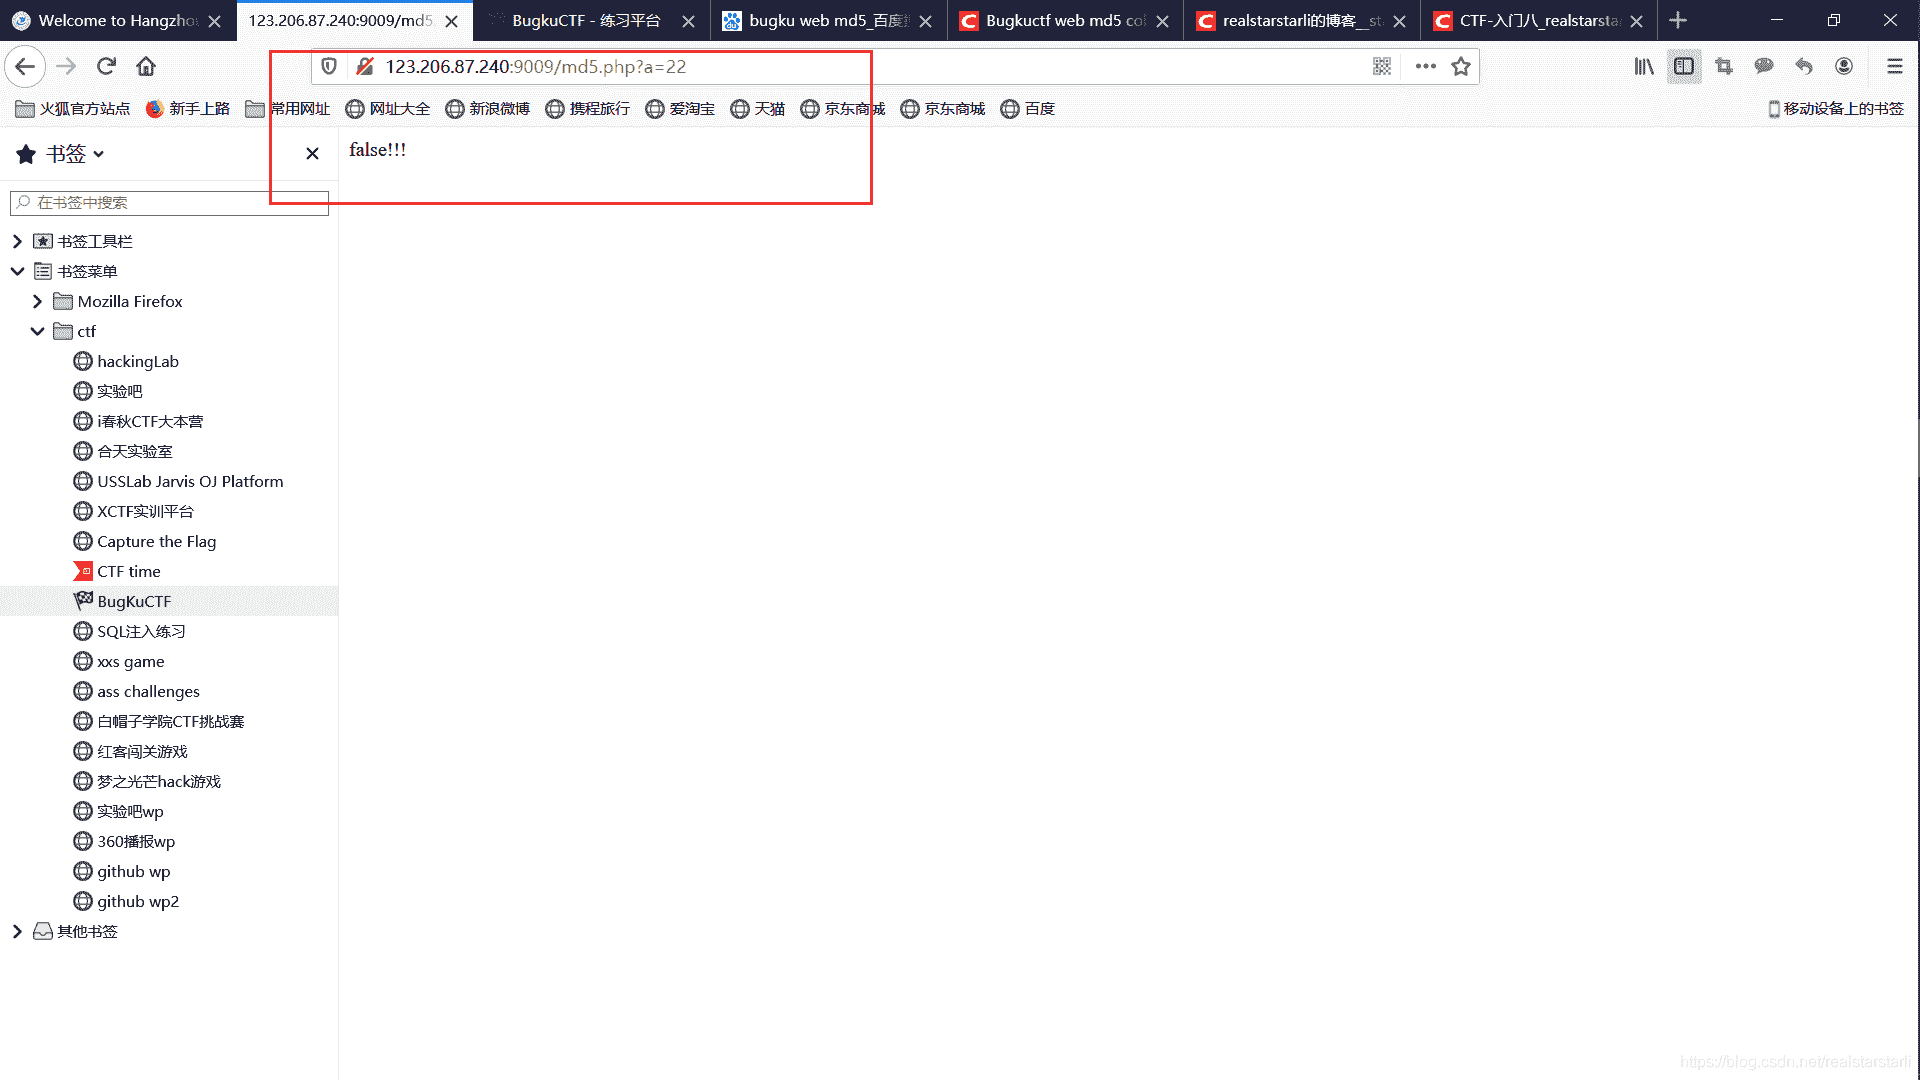 Welcome to Hangzho
123.206.87.240:9009/md5.
BugkuCTF - 练习平台
bugku web md5_百度
Bugkuctf web md5 co
realstarstarli的博客__st
CTF-入门八_realstarsta
123.206.87.240:9009/md5.php?a=22
火狐官方站点
新手上路
常用网址
网址大全
新浪微博
携程旅行
爱淘宝
天猫
京东商城
京东商城
百度
移动设备上的书签
书签
false!!!
在书签中搜索
书签工具栏
书签菜单
Mozilla Firefox
ctf
hackingLab
实验吧
i春秋CTF大本营
合天实验室
USSLab Jarvis OJ Platform
XCTF实训平台
Capture the Flag
CTF time
BugKuCTF
SQL注入练习
xxs game
ass challenges
白帽子学院CTF挑战赛
红客闯关游戏
梦之光芒hack游戏
实验吧wp
360播报wp
github wp
github wp2
其他书签
https://blog.csdn.net/realstarstarli